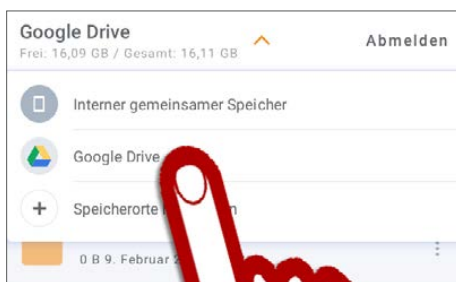 Google Drive
Abmelden
Frei: 16,09 GB / Gesamt: 16,11 GB
Interner gemeinsamer Speicher
Google Drive
Speicherorte
0 B 9. Februar